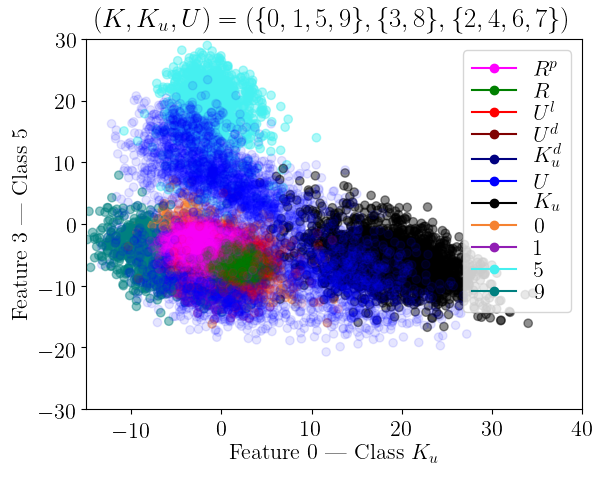 (K, K_u, U) = ({0, 1, 5, 9}, {3, 8}, {2, 4, 6, 7})
R^p
R
U^l
U^d
K_u^d
U
K_u
0
1
5
9
Feature 3 — Class 5
30
20
10
0
−10
−20
−30
−10 0 10 20 30 40
Feature 0 — Class K_u